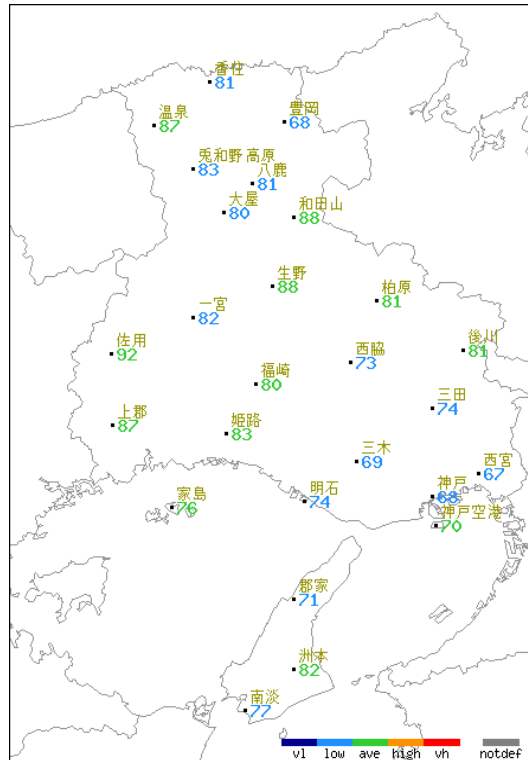 香住
81
温泉
87
豊岡
68
兎和野高原
83
八鹿
81
大屋
80
和田山
88
生野
88
柏原
81
一宮
82
佐用
92
後川
81
西脇
73
福崎
80
三田
74
上郡
87
姫路
83
三木
69
西宮
67
神戸
68
家島
76
明石
74
神戸空港
70
郡家
71
洲本
82
南淡
77
vl low ave high vh notdef